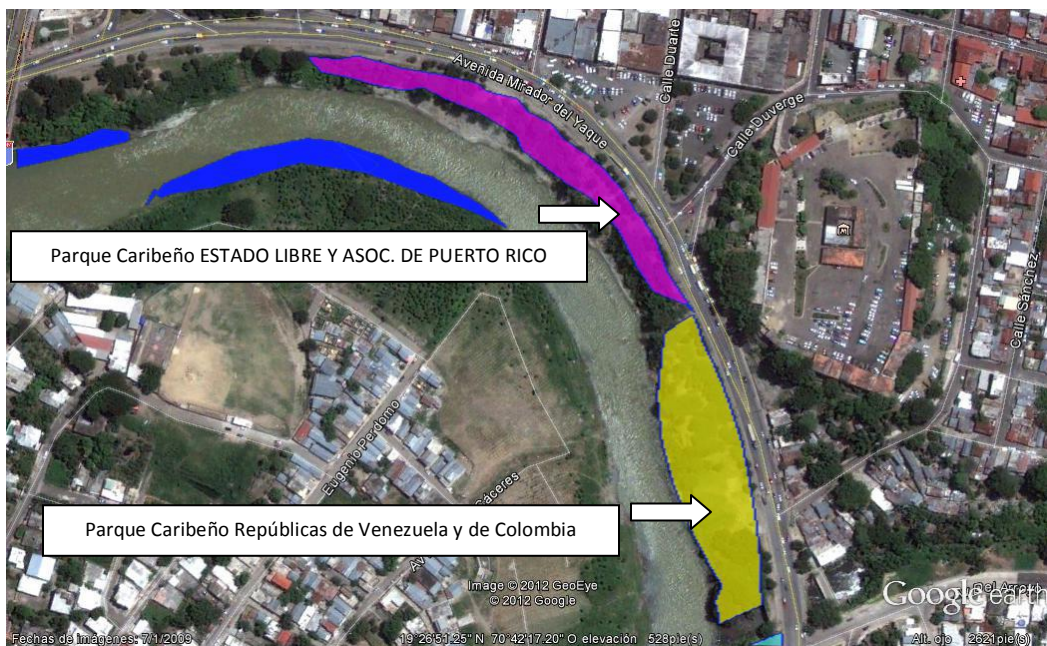 Avenida Mirador del Yaque
Calle Duarte
Calle Duverge
Parque Caribeño ESTADO LIBRE Y ASOC. DE PUERTO RICO
Calle Sánchez
Eugenio Perdomo
Cáceres
Parque Caribeño Repúblicas de Venezuela y de Colombia
Image © 2012 GeoEye
© 2012 Google
Google earth
Fechas de imágenes: 7/1/2009
19°26'51.25" N 70°42'17.20" O elevación 528pie(s)
Alt. ojo 2621pie(s)